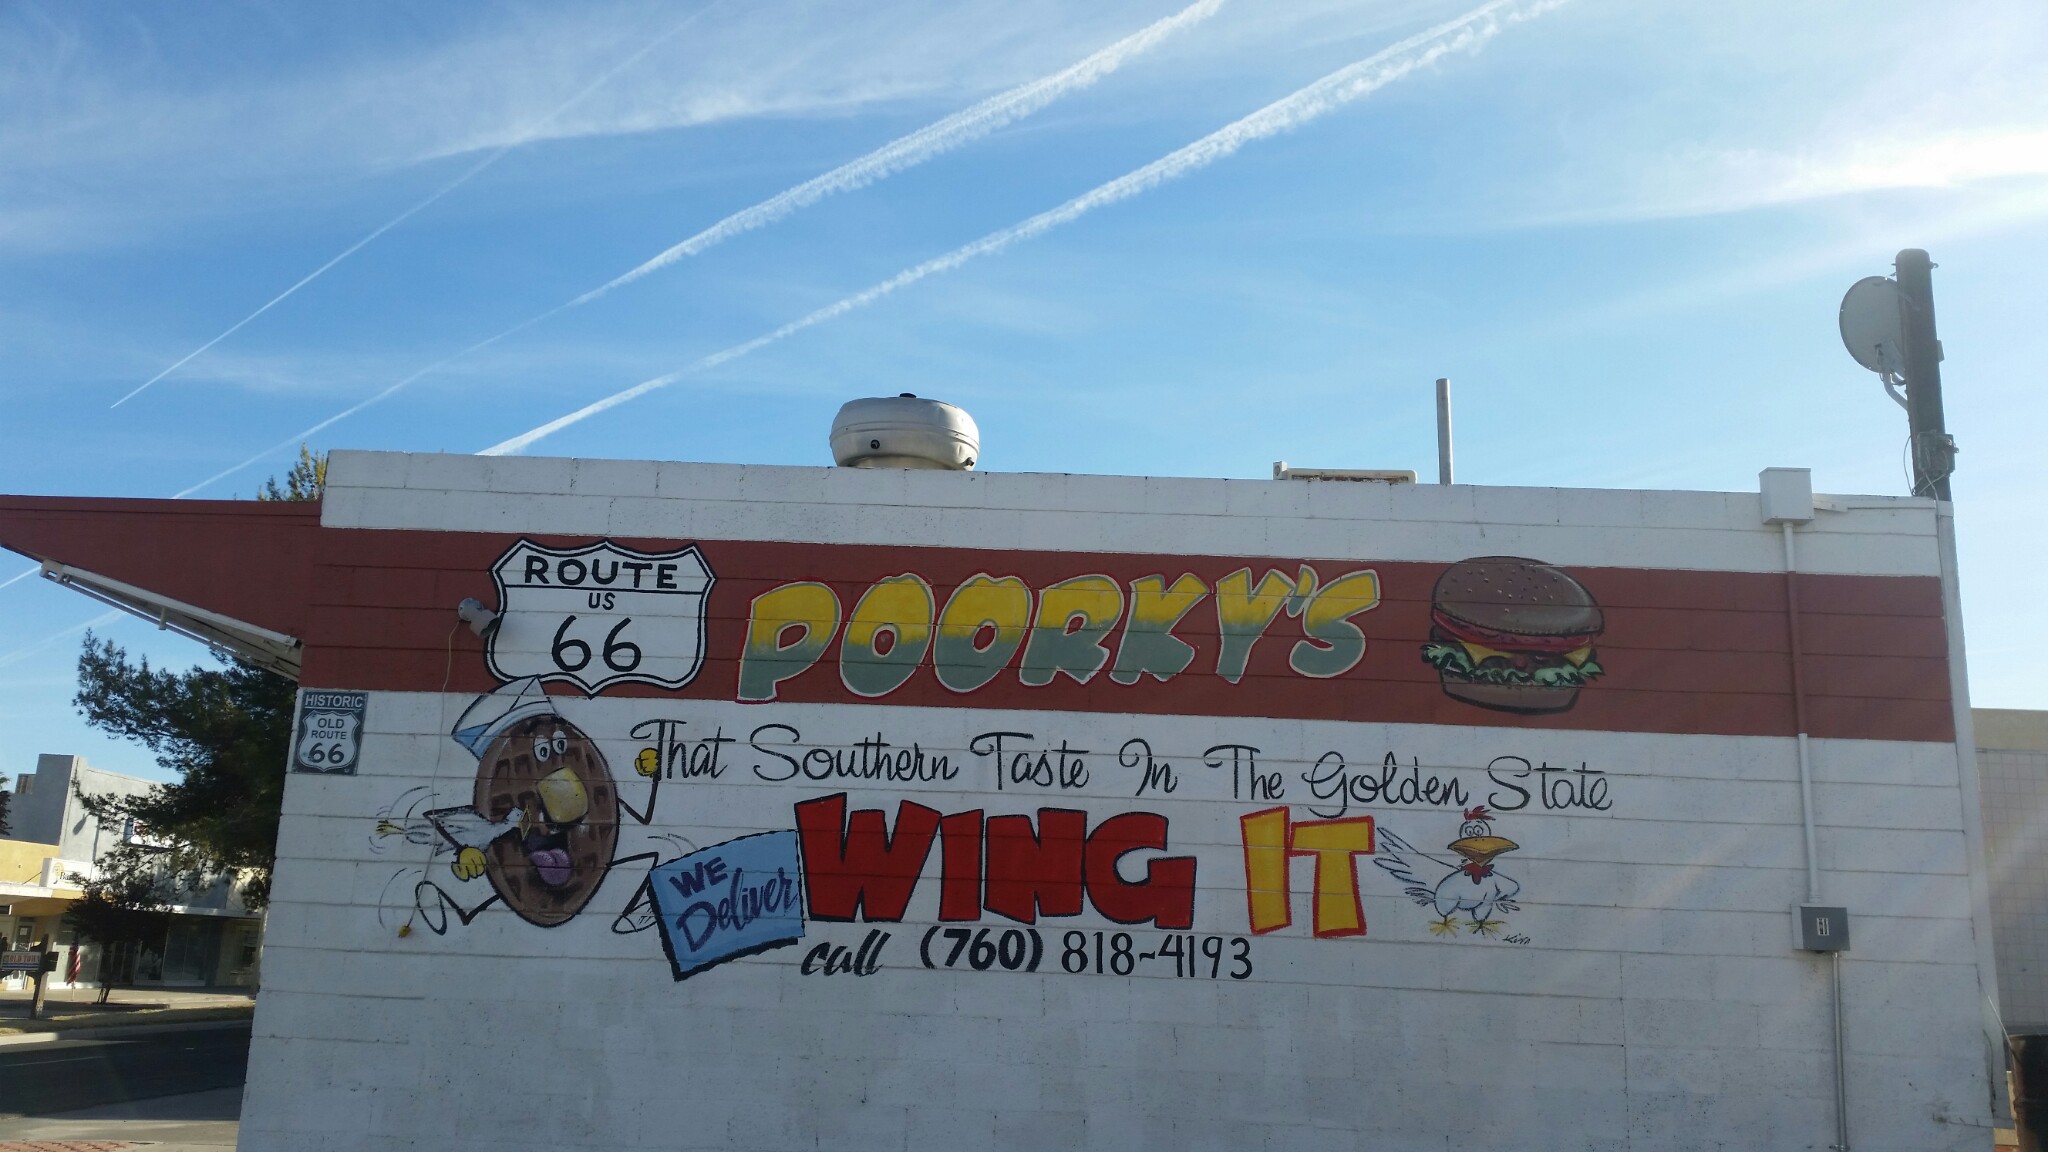 ROUTE
US
66
POORKY'S
HISTORIC
OLD
ROUTE
66
That Southern Taste In The Golden State
WE
Deliver
WING IT
call (760) 818-4193